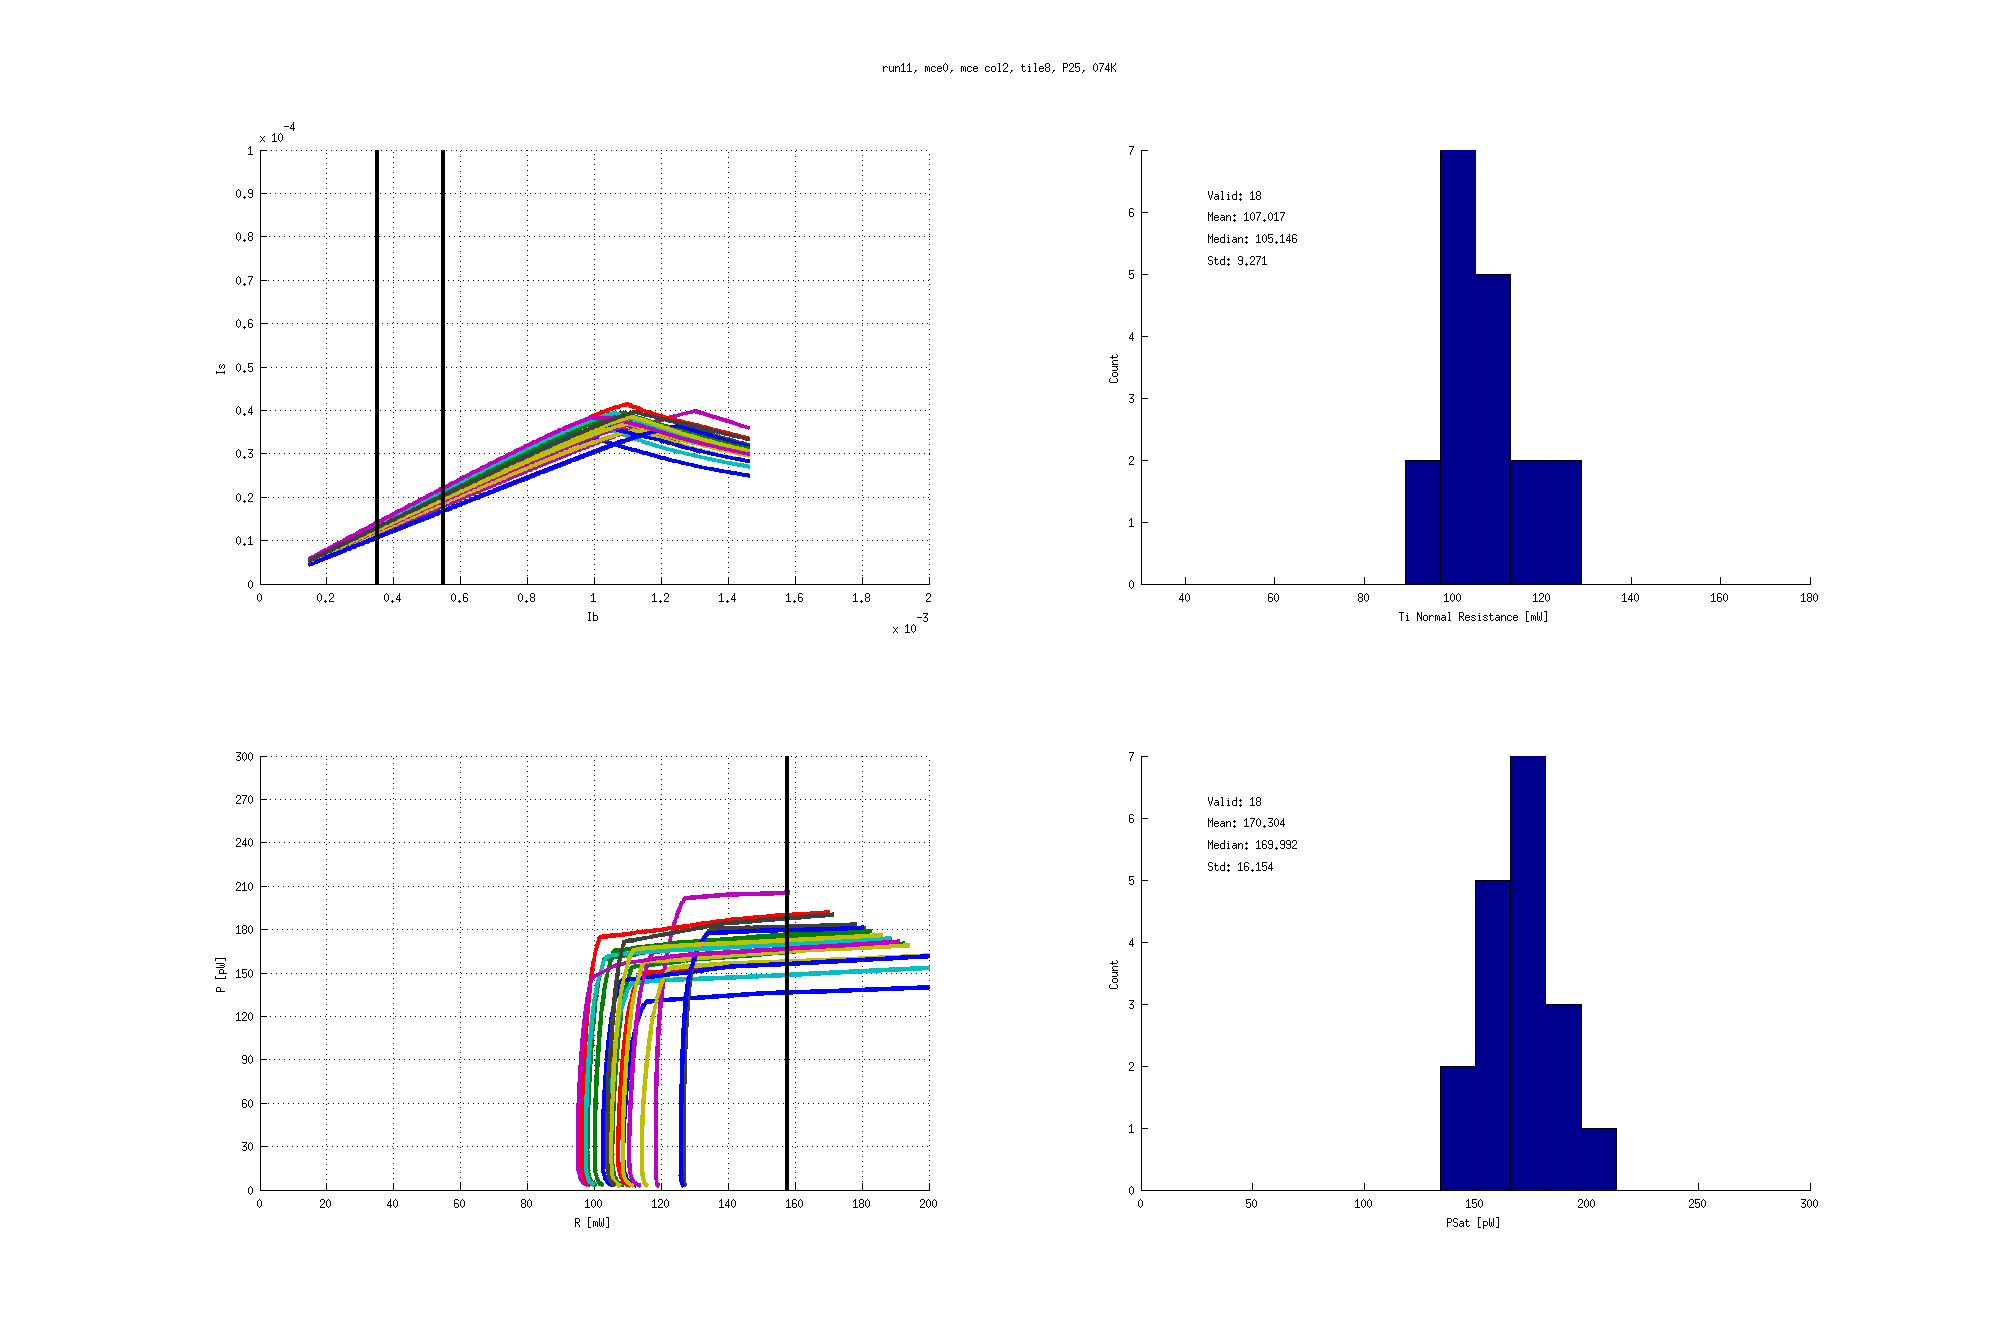 run11, mce0, mce col2, tile8, P25, 074K
x 10 -4
1
0.9
0.8
0.7
0.6
0.5
0.4
0.3
0.2
0.1
0
Is
0 0.2 0.4 0.6 0.8 1 1.2 1.4 1.6 1.8 2
Ib
x 10 -3
7
6
5
4
3
2
1
0
Count
Valid: 18
Mean: 107.017
Median: 105.146
Std: 9.271
40 60 80 100 120 140 160 180
Ti Normal Resistance [mW]
300
270
240
210
180
150
120
90
60
30
0
P [pW]
0 20 40 60 80 100 120 140 160 180 200
R [mW]
7
6
5
4
3
2
1
0
Count
Valid: 18
Mean: 170.304
Median: 169.992
Std: 16.154
0 50 100 150 200 250 300
PSat [pW]